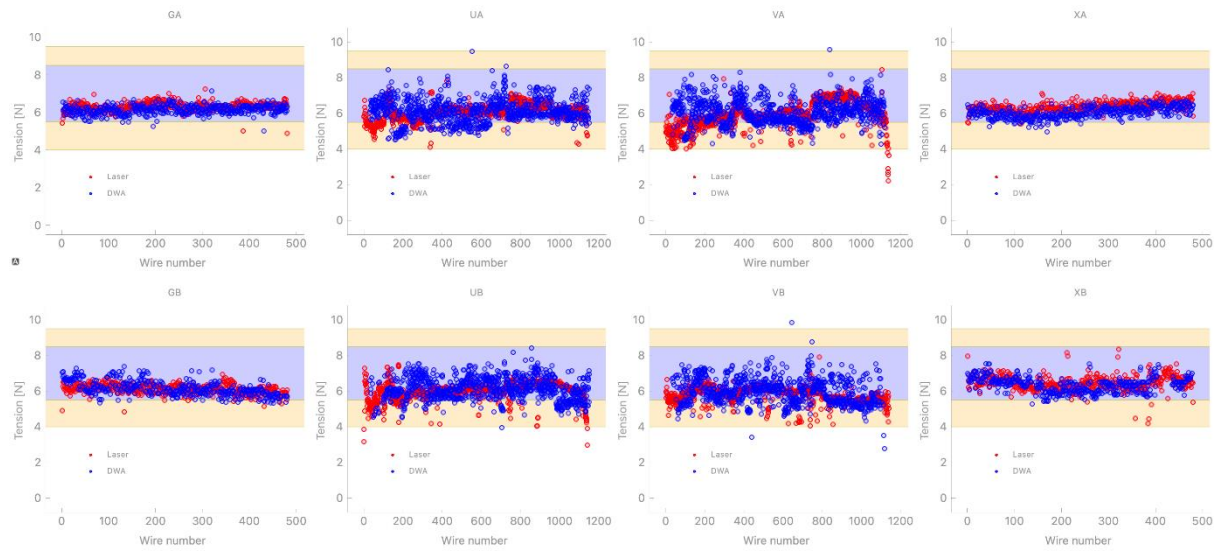 GA UA VA XA
10 10 10 10
8 8 8 8
6 6 6 6
4 4 4 4
2 2 2 2
0 0 0 0
Tension [N] Tension [N] Tension [N] Tension [N]
Laser Laser Laser Laser
DWA DWA DWA DWA
0 100 200 300 400 500 0 200 400 600 800 1000 1200 0 200 400 600 800 1000 1200 0 100 200 300 400 500
Wire number Wire number Wire number Wire number
A
GB UB VB XB
10 10 10 10
8 8 8 8
6 6 6 6
4 4 4 4
2 2 2 2
0 0 0 0
Tension [N] Tension [N] Tension [N] Tension [N]
Laser Laser Laser Laser
DWA DWA DWA DWA
0 100 200 300 400 500 0 200 400 600 800 1000 1200 0 200 400 600 800 1000 1200 0 100 200 300 400 500
Wire number Wire number Wire number Wire number